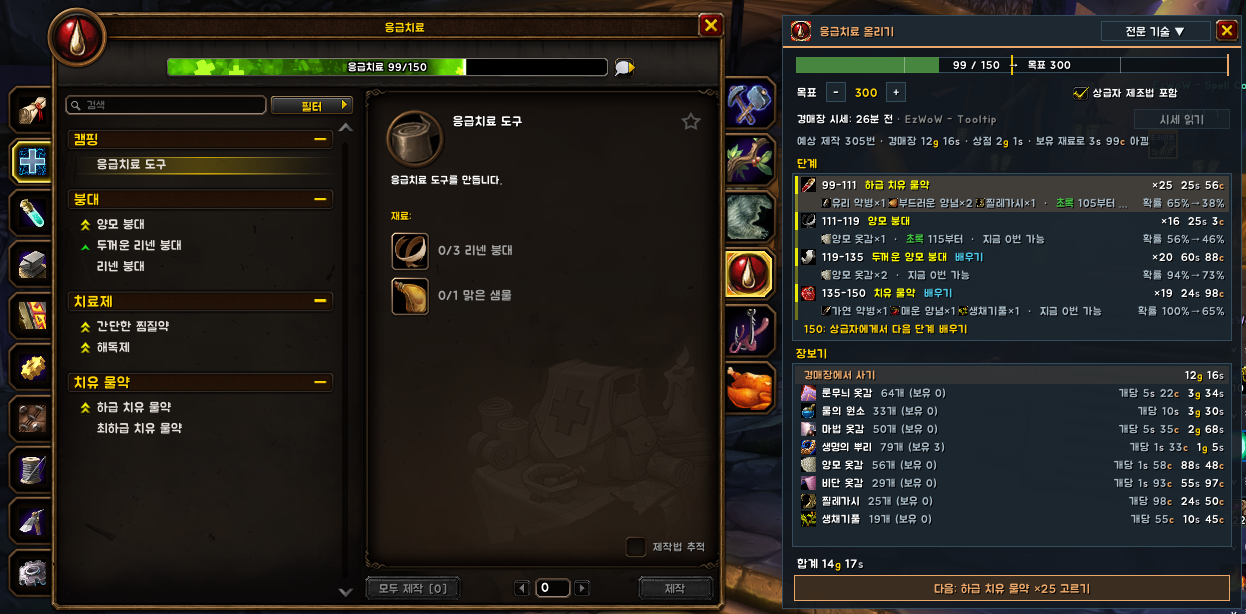 응급치료
응급치료 99/150
검색
필터
캠핑
응급치료 도구
붕대
양모 붕대
두꺼운 리넨 붕대
리넨 붕대
치료제
간단한 찜질약
해독제
치유 물약
하급 치유 물약
최하급 치유 물약
응급치료 도구
응급치료 도구를 만듭니다.
재료:
0/3 리넨 붕대
0/1 맑은 샘물
제작법 추적
모두 제작 [0]
0
제작
응급치료 올리기
전문 기술 ▼
99 / 150 → 목표 300
목표 - 300 + 상급자 제조법 포함
경매장 시세: 26분 전 · EzWoW - Tooltip
시세 읽기
예상 제작 305번 · 경매장 12g 16s · 상점 2g 1s · 보유 재료로 3s 99c 아낌
단계
99-111 하급 치유 물약 ×25 25s 56c
유리 약병×1 부드러운 양념×2 찔레가시×1 · 초록 105부터 ... 확률 65%→38%
111-119 양모 붕대 ×16 25s 3c
양모 옷감×1 · 초록 115부터 · 지금 0번 가능 확률 56%→46%
119-135 두꺼운 양모 붕대 배우기 ×20 60s 88c
양모 옷감×2 · 지금 0번 가능 확률 94%→73%
135-150 치유 물약 배우기 ×19 24s 98c
가연 약병×1 매운 양념×1 생채기풀×1 · 지금 0번 가능 확률 100%→65%
150: 상급자에게서 다음 단계 배우기
장보기
경매장에서 사기 12g 16s
룬무늬 옷감 64개 (보유 0) 개당 5s 22c 3g 34s
물의 원소 33개 (보유 0) 개당 10s 3g 30s
마법 옷감 50개 (보유 0) 개당 5s 35c 2g 68s
생명의 뿌리 79개 (보유 3) 개당 1s 33c 1g 5s
양모 옷감 56개 (보유 0) 개당 1s 58c 88s 48c
비단 옷감 29개 (보유 0) 개당 1s 93c 55s 97c
찔레가시 25개 (보유 0) 개당 98c 24s 50c
생채기풀 19개 (보유 0) 개당 55c 10s 45c
합계 14g 17s
다음: 하급 치유 물약 ×25 고르기